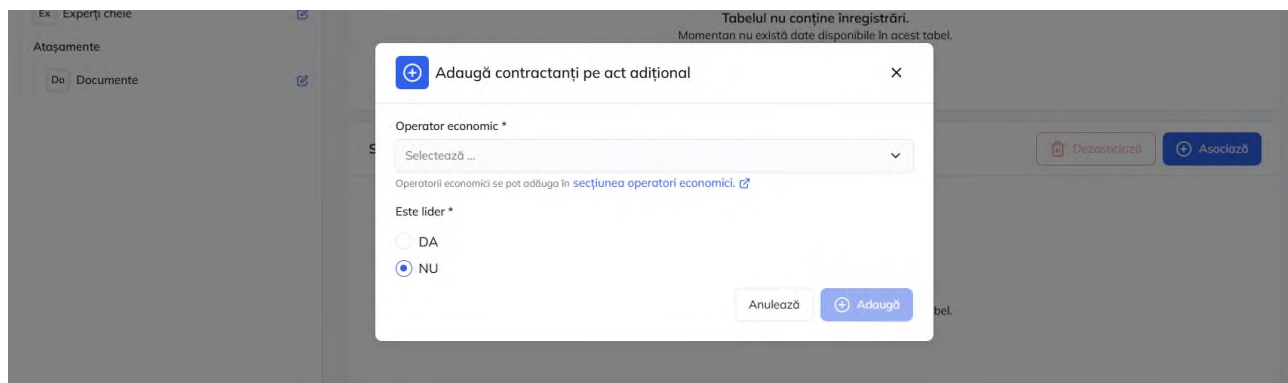 Ex Experți cheie
Atașamente
Do Documente
Tabelul nu conține înregistrări.
Momentan nu există date disponibile în acest tabel.
Adaugă contractanți pe act adițional
Operator economic *
Selectează ...
Operatorii economici se pot adăuga în secțiunea operatori economici.
Este lider *
DA
NU
Anulează
Adaugă
S
Dezasociază
Asociază
bel.